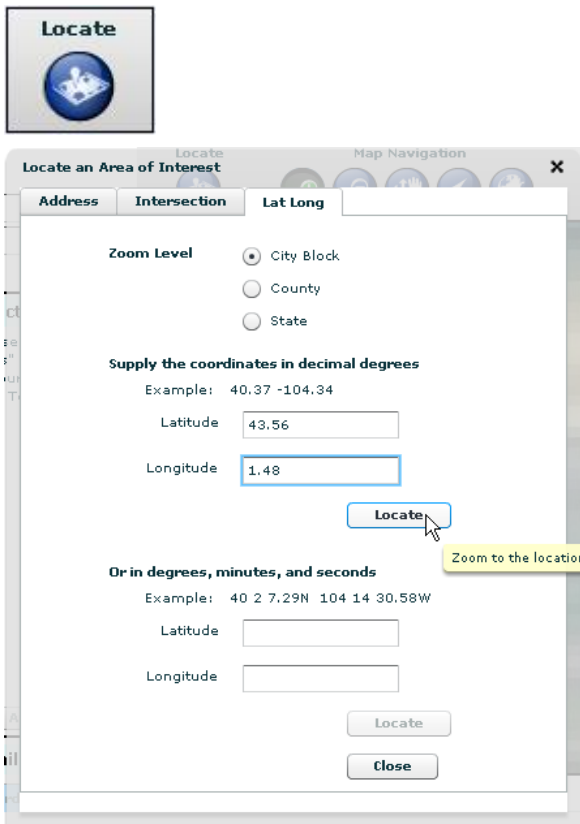 Locate
Locate Map Navigation
Locate an Area of Interest
Address Intersection Lat Long
Zoom Level City Block
County
State
Supply the coordinates in decimal degrees
Example: 40.37 -104.34
Latitude 43.56
Longitude 1.48
Locate
Zoom to the location
Or in degrees, minutes, and seconds
Example: 40 2 7.29N 104 14 30.58W
Latitude
Longitude
Locate
Close